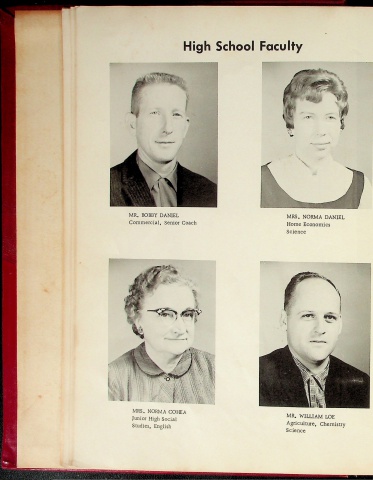 High School Faculty
MR. BOBBY DANIEL
Commercial, Senior Coach
MRS. NORMA DANIEL
Home Economics
Science
MRS. NORMA COHEA
Junior High Social
Studies, English
MR. WILLIAM LOE
Agriculture, Chemistry
Science